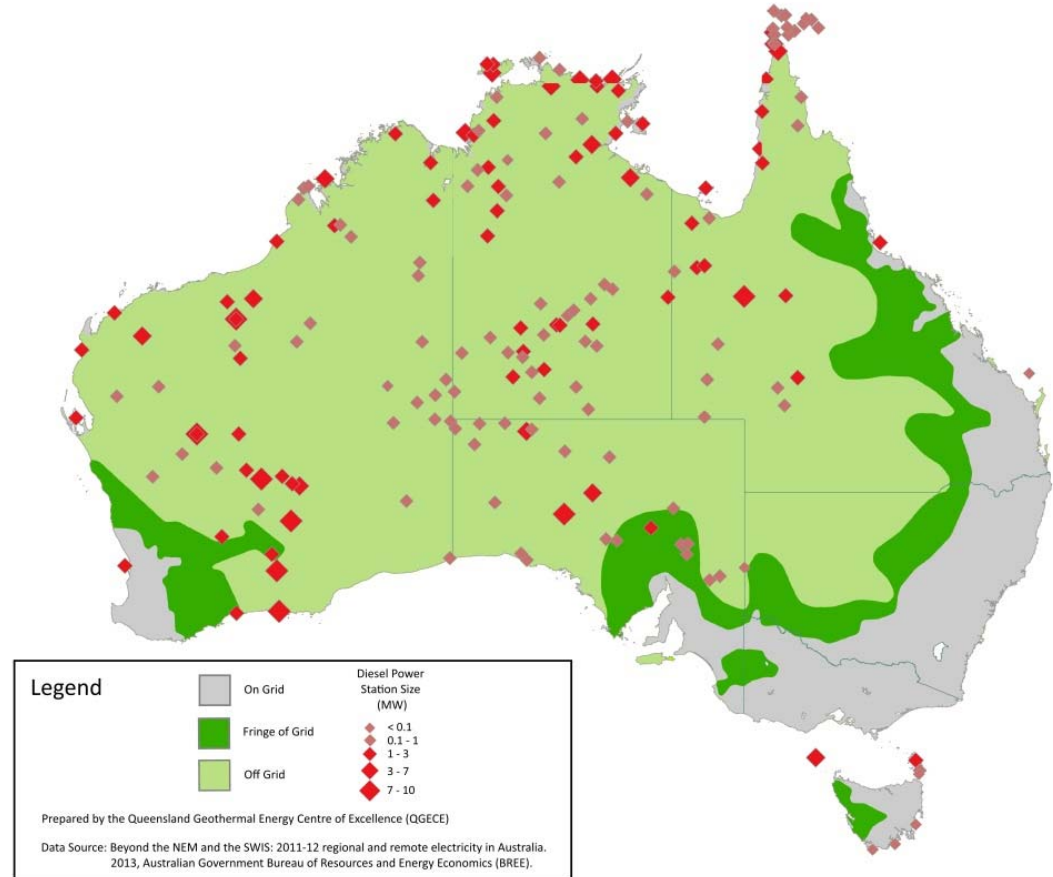 Legend
On Grid
Fringe of Grid
Off Grid
Diesel Power
Station Size
(MW)
< 0.1
0.1 - 1
1 - 3
3 - 7
7 - 10
Prepared by the Queensland Geothermal Energy Centre of Excellence (QGECE)
Data Source: Beyond the NEM and the SWIS: 2011-12 regional and remote electricity in Australia.
2013, Australian Government Bureau of Resources and Energy Economics (BREE).